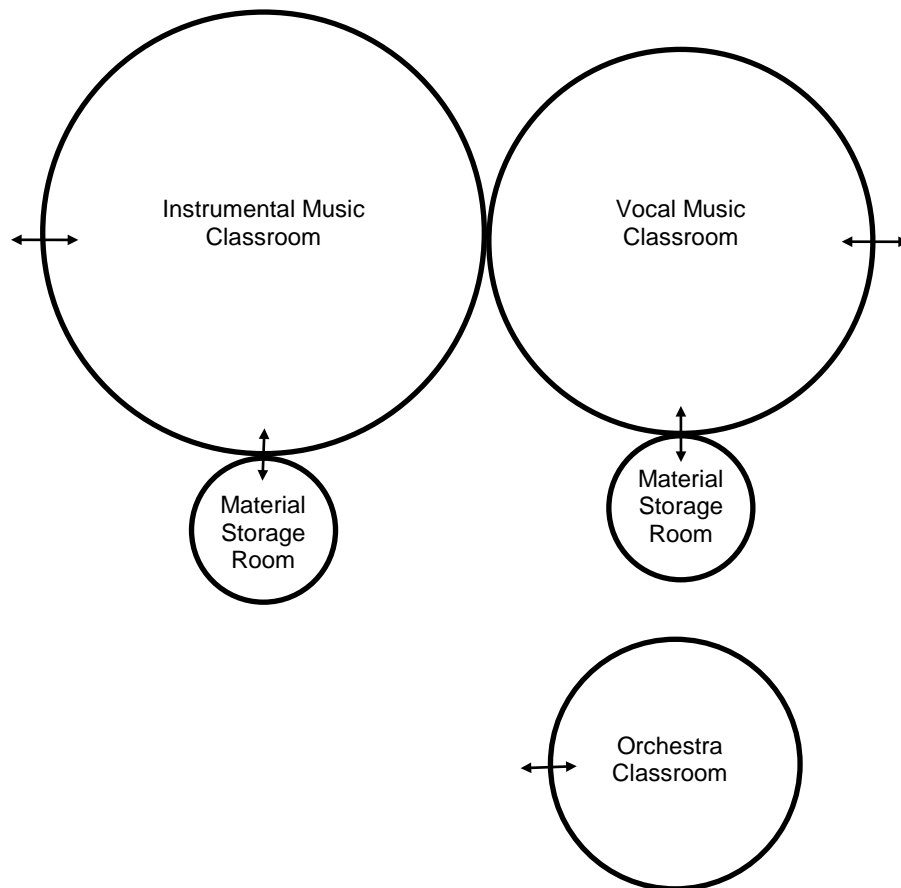 Instrumental Music
Classroom
Vocal Music
Classroom
Material
Storage
Room
Material
Storage
Room
Orchestra
Classroom